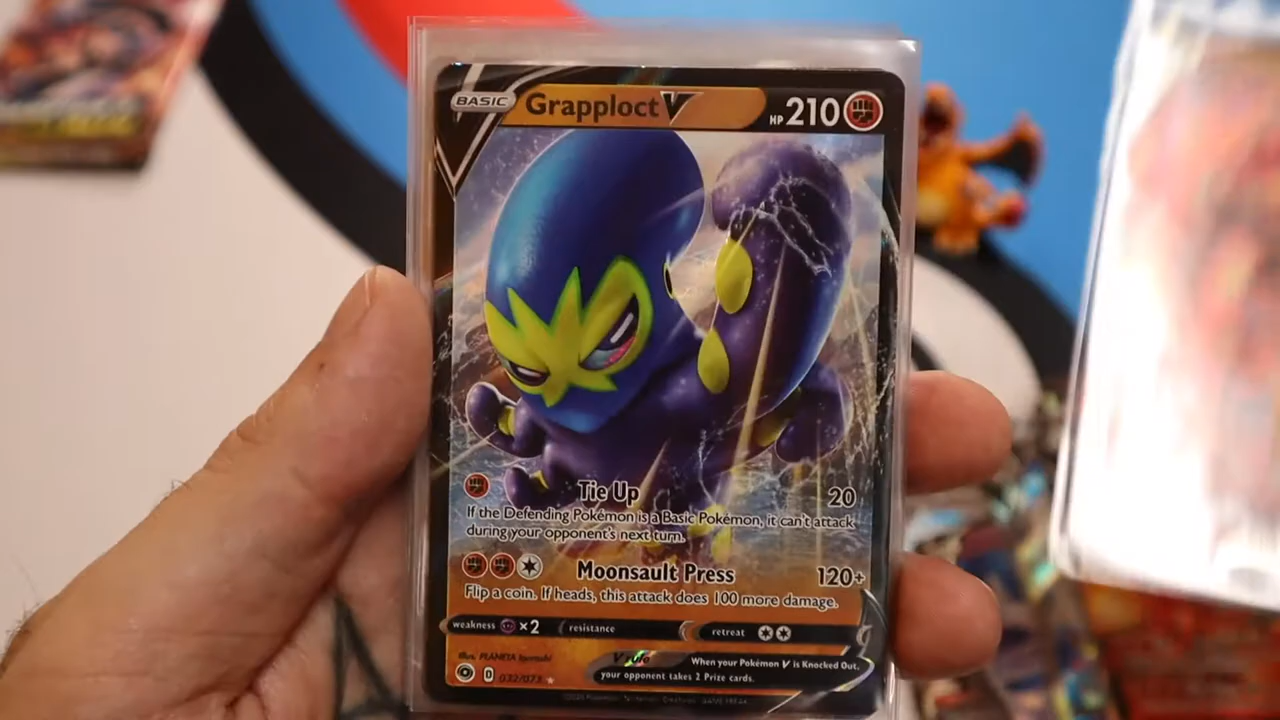 BASIC Grapploct V HP 210
Tie Up 20
If the Defending Pokémon is a Basic Pokémon, it can't attack
during your opponent's next turn.
Moonsault Press 120+
Flip a coin. If heads, this attack does 100 more damage.
weakness ×2 resistance retreat
Illus. PLANETA
V rule When your Pokémon V is Knocked Out,
your opponent takes 2 Prize cards.
D 032/073